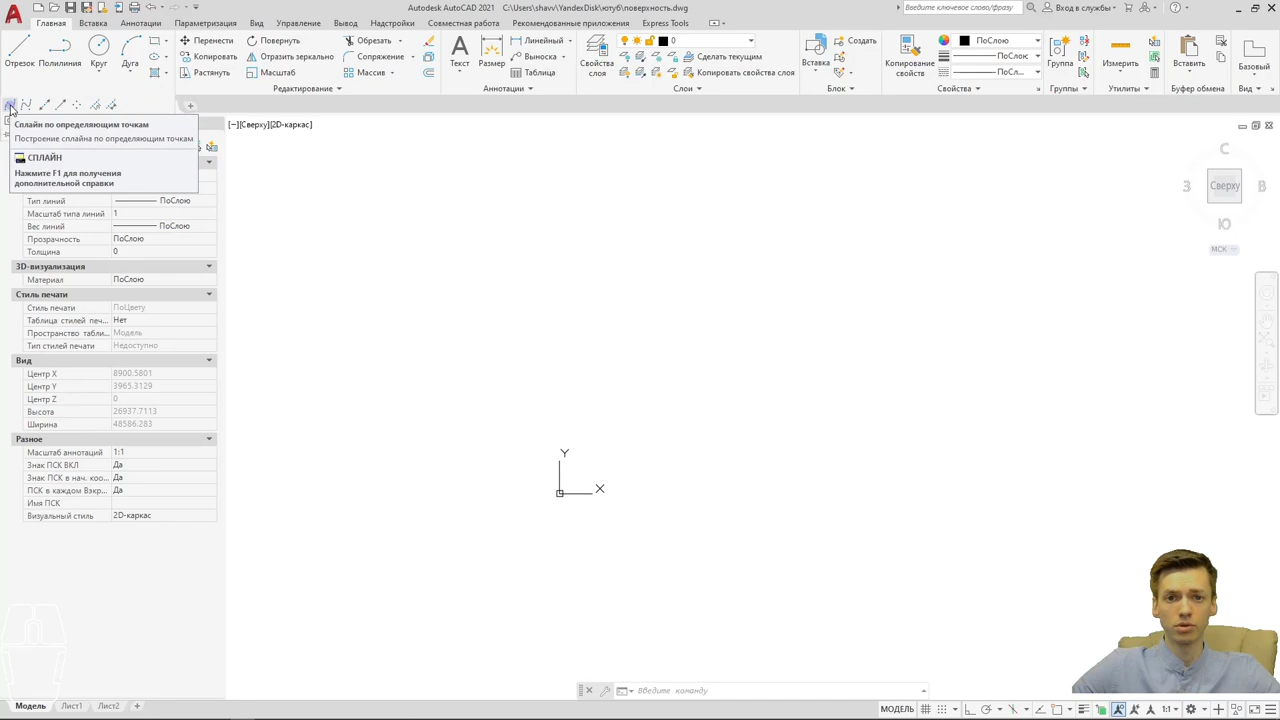 Autodesk AutoCAD 2021 C:\Users\shavv\YandexDisk\ютуб\поверхность.dwg
Введите ключевое слово/фразу
Вход в службы
Главная Вставка Аннотации Параметризация Вид Управление Вывод Надстройки Совместная работа Рекомендованные приложения Express Tools
Отрезок Полилиния Круг Дуга
Перенести Повернуть Обрезать
Копировать Отразить зеркально Сопряжение
Растянуть Масштаб Массив
Редактирование
Текст Размер
Линейный
Выноска
Таблица
Аннотации
Свойства слоя
0
Сделать текущим
Копировать свойства слоя
Слои
Вставка
Создать
Блок
Копирование свойств
ПоСлою
ПоСлою
ПоСл...
Свойства
Группа
Группы
Измерить
Утилиты
Вставить
Базовый
Вид
Сплайн по определяющим точкам
Построение сплайна по определяющим точкам
СПЛАЙН
Нажмите F1 для получения
дополнительной справки
[−][Сверху][2D-каркас]
Тип линий ПоСлою
Масштаб типа линий 1
Вес линий ПоСлою
Прозрачность ПоСлою
Толщина 0
3D-визуализация
Материал ПоСлою
Стиль печати
Стиль печати ПоЦвету
Таблица стилей печ... Нет
Пространство табли... Модель
Тип стилей печати Недоступно
Вид
Центр X 8900.5801
Центр Y 3965.3129
Центр Z 0
Высота 26937.7113
Ширина 48586.283
Разное
Масштаб аннотаций 1:1
Знак ПСК ВКЛ Да
Знак ПСК в нач. коо... Да
ПСК в каждом Вэкр... Да
Имя ПСК
Визуальный стиль 2D-каркас
С
З Сверху В
Ю
МСК
Y
X
Введите команду
Модель Лист1 Лист2
МОДЕЛЬ
1:1